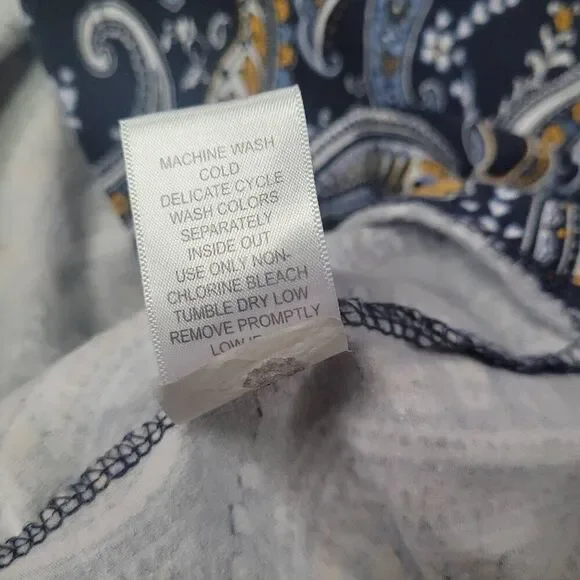 MACHINE WASH
COLD
DELICATE CYCLE
WASH COLORS
SEPARATELY
INSIDE OUT
USE ONLY NON-
CHLORINE BLEACH
TUMBLE DRY LOW
REMOVE PROMPTLY
LOW